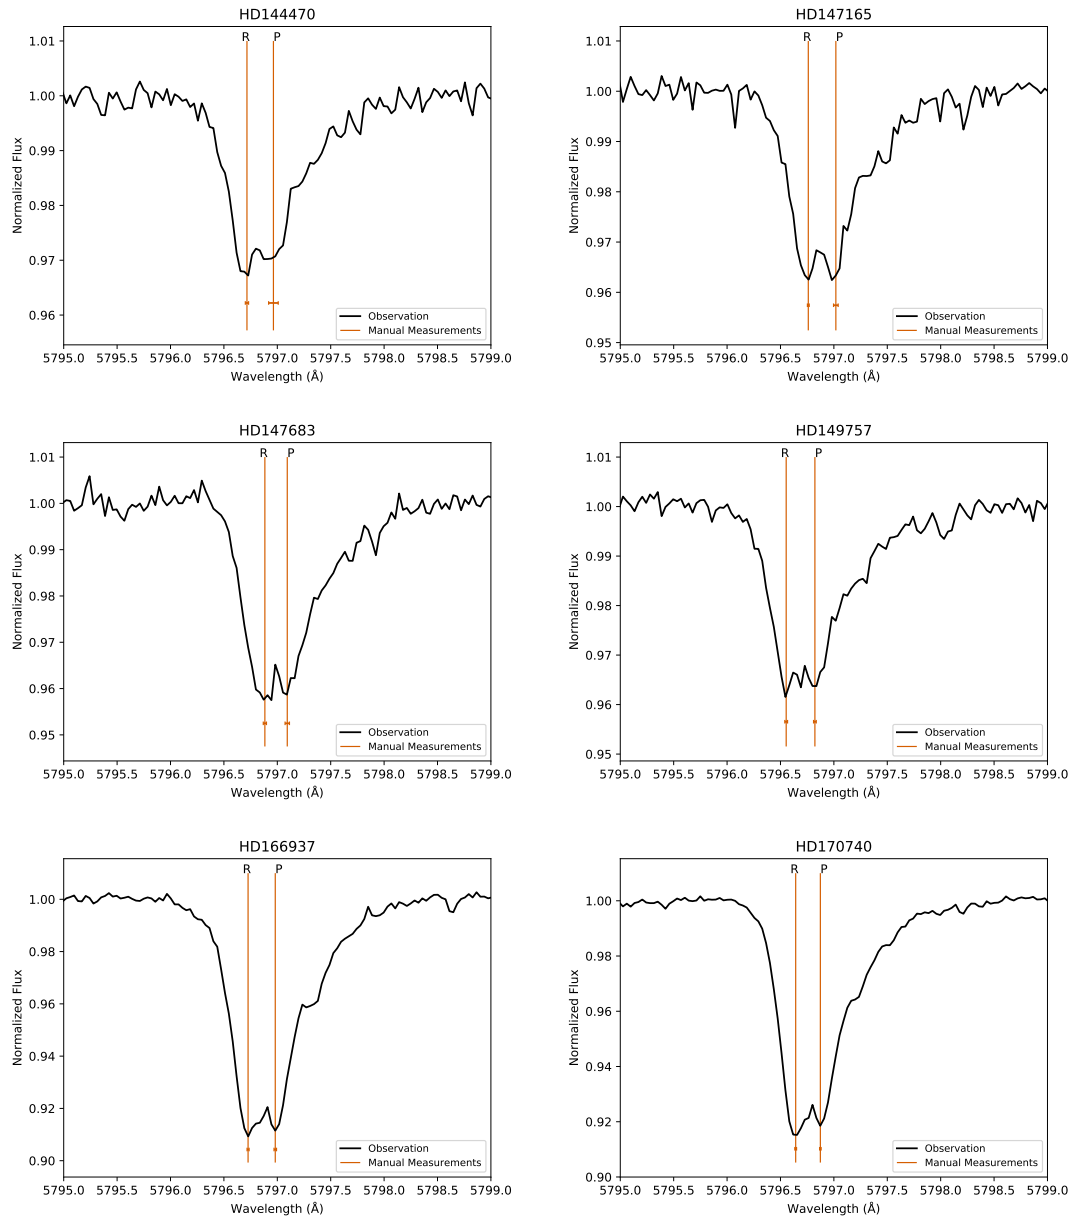 HD144470
R P
1.01
1.00
0.99
0.98
0.97
0.96
Normalized Flux
Observation
Manual Measurements
5795.0 5795.5 5796.0 5796.5 5797.0 5797.5 5798.0 5798.5 5799.0
Wavelength (Å)
HD147165
R P
1.01
1.00
0.99
0.98
0.97
0.96
0.95
Normalized Flux
Observation
Manual Measurements
5795.0 5795.5 5796.0 5796.5 5797.0 5797.5 5798.0 5798.5 5799.0
Wavelength (Å)
HD147683
R P
1.01
1.00
0.99
0.98
0.97
0.96
0.95
Normalized Flux
Observation
Manual Measurements
5795.0 5795.5 5796.0 5796.5 5797.0 5797.5 5798.0 5798.5 5799.0
Wavelength (Å)
HD149757
R P
1.01
1.00
0.99
0.98
0.97
0.96
0.95
Normalized Flux
Observation
Manual Measurements
5795.0 5795.5 5796.0 5796.5 5797.0 5797.5 5798.0 5798.5 5799.0
Wavelength (Å)
HD166937
R P
1.00
0.98
0.96
0.94
0.92
0.90
Normalized Flux
Observation
Manual Measurements
5795.0 5795.5 5796.0 5796.5 5797.0 5797.5 5798.0 5798.5 5799.0
Wavelength (Å)
HD170740
R P
1.00
0.98
0.96
0.94
0.92
0.90
Normalized Flux
Observation
Manual Measurements
5795.0 5795.5 5796.0 5796.5 5797.0 5797.5 5798.0 5798.5 5799.0
Wavelength (Å)